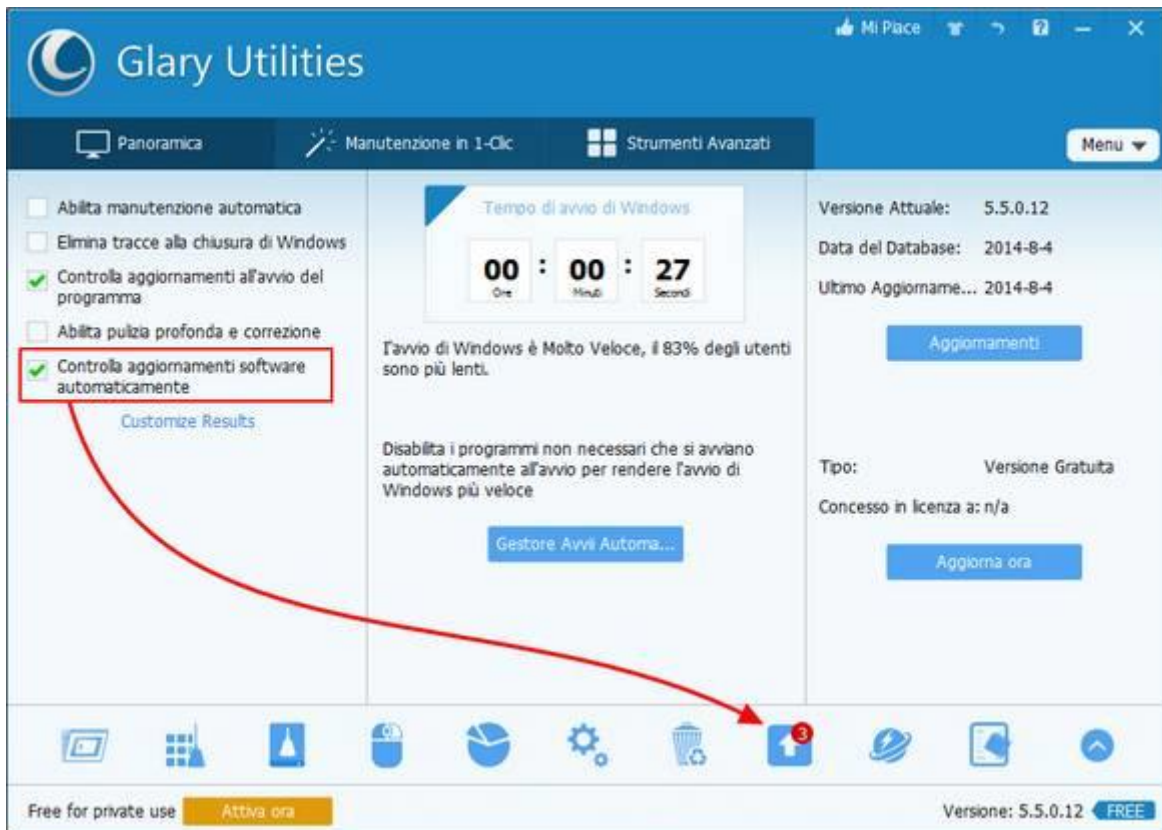 Mi Piace
Glary Utilities
Panoramica
Manutenzione in 1-Clic
Strumenti Avanzati
Menu
Abilita manutenzione automatica
Elimina tracce alla chiusura di Windows
Controlla aggiornamenti all'avvio del
programma
Abilita pulizia profonda e correzione
Controlla aggiornamenti software
automaticamente
Customize Results
Tempo di avvio di Windows
00 : 00 : 27
Ore Minuti Secondi
l'avvio di Windows è Molto Veloce, il 83% degli utenti
sono più lenti.
Disabilita i programmi non necessari che si avviano
automaticamente all'avvio per rendere l'avvio di
Windows più veloce
Gestore Avvii Automa...
Versione Attuale: 5.5.0.12
Data del Database: 2014-8-4
Ultimo Aggiorname... 2014-8-4
Aggiornamenti
Tipo: Versione Gratuita
Concesso in licenza a: n/a
Aggiorna ora
3
Free for private use
Attiva ora
Versione: 5.5.0.12 FREE